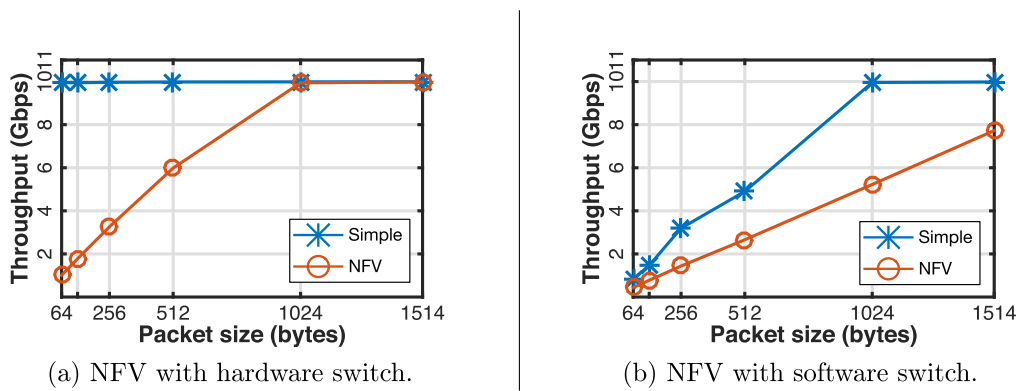 Throughput (Gbps)
1011
8
6
4
2
Simple
NFV
64 256 512 1024 1514
Packet size (bytes)
(a) NFV with hardware switch.
Throughput (Gbps)
1011
8
6
4
2
Simple
NFV
64 256 512 1024 1514
Packet size (bytes)
(b) NFV with software switch.